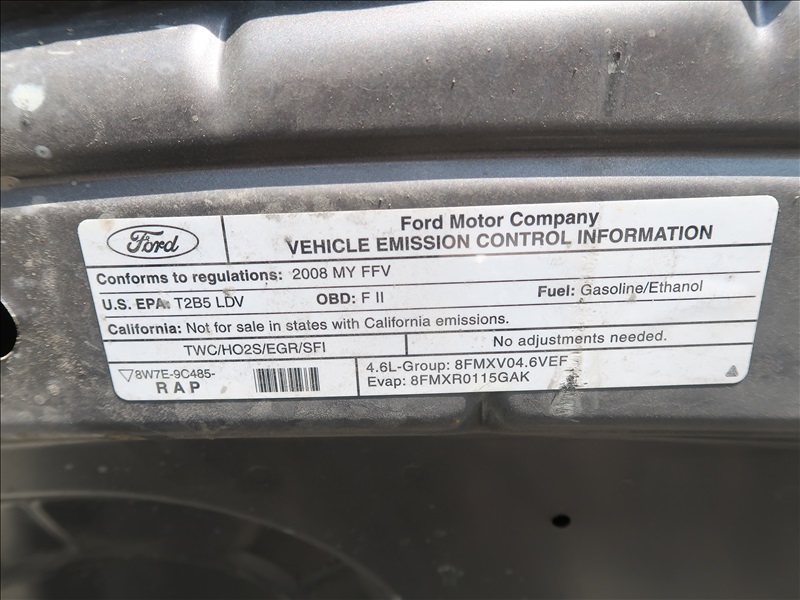 Ford
Ford Motor Company
VEHICLE EMISSION CONTROL INFORMATION
Conforms to regulations: 2008 MY FFV
U.S. EPA: T2B5 LDV OBD: F II Fuel: Gasoline/Ethanol
California: Not for sale in states with California emissions.
TWC/HO2S/EGR/SFI No adjustments needed.
▽8W7E-9C485-
RAP
4.6L-Group: 8FMXV04.6VEF
Evap: 8FMXR0115GAK